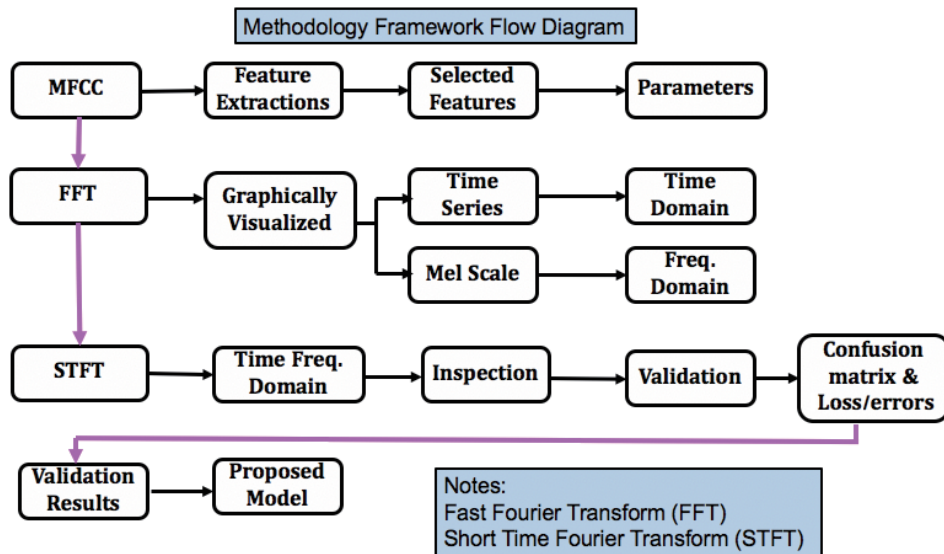 Methodology Framework Flow Diagram
MFCC
Feature
Extractions
Selected
Features
Parameters
FFT
Graphically
Visualized
Time
Series
Time
Domain
Mel Scale
Freq.
Domain
STFT
Time Freq.
Domain
Inspection
Validation
Confusion
matrix &
Loss/errors
Validation
Results
Proposed
Model
Notes:
Fast Fourier Transform (FFT)
Short Time Fourier Transform (STFT)